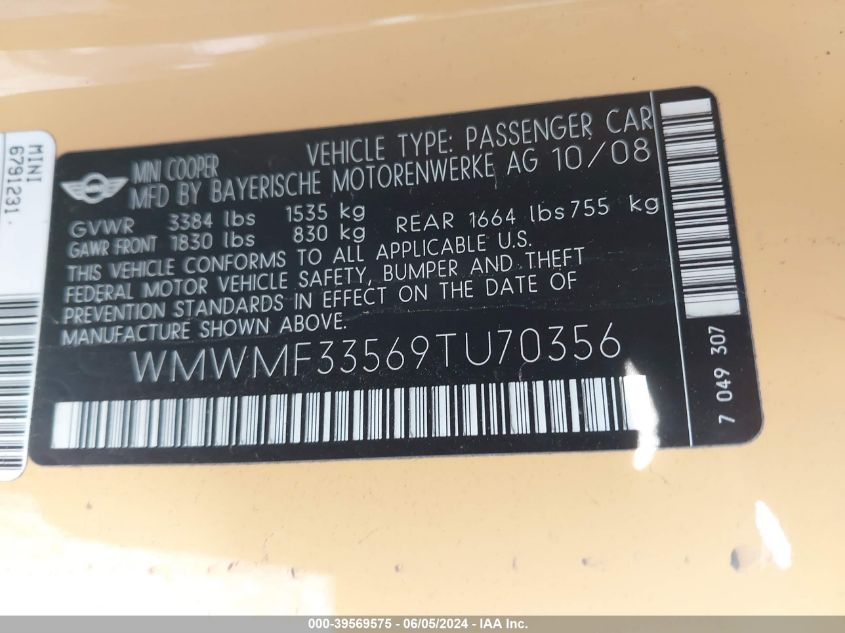 MINI
6791231
MINI COOPER VEHICLE TYPE: PASSENGER CAR
MFD BY BAYERISCHE MOTORENWERKE AG 10/08
GVWR 3384 lbs 1535 kg
GAWR FRONT 1830 lbs 830 kg REAR 1664 lbs 755 kg
THIS VEHICLE CONFORMS TO ALL APPLICABLE U.S.
FEDERAL MOTOR VEHICLE SAFETY, BUMPER AND THEFT
PREVENTION STANDARDS IN EFFECT ON THE DATE OF
MANUFACTURE SHOWN ABOVE.
WMWMF33569TU70356
7 049 307
000-39569575 - 06/05/2024 - IAA Inc.